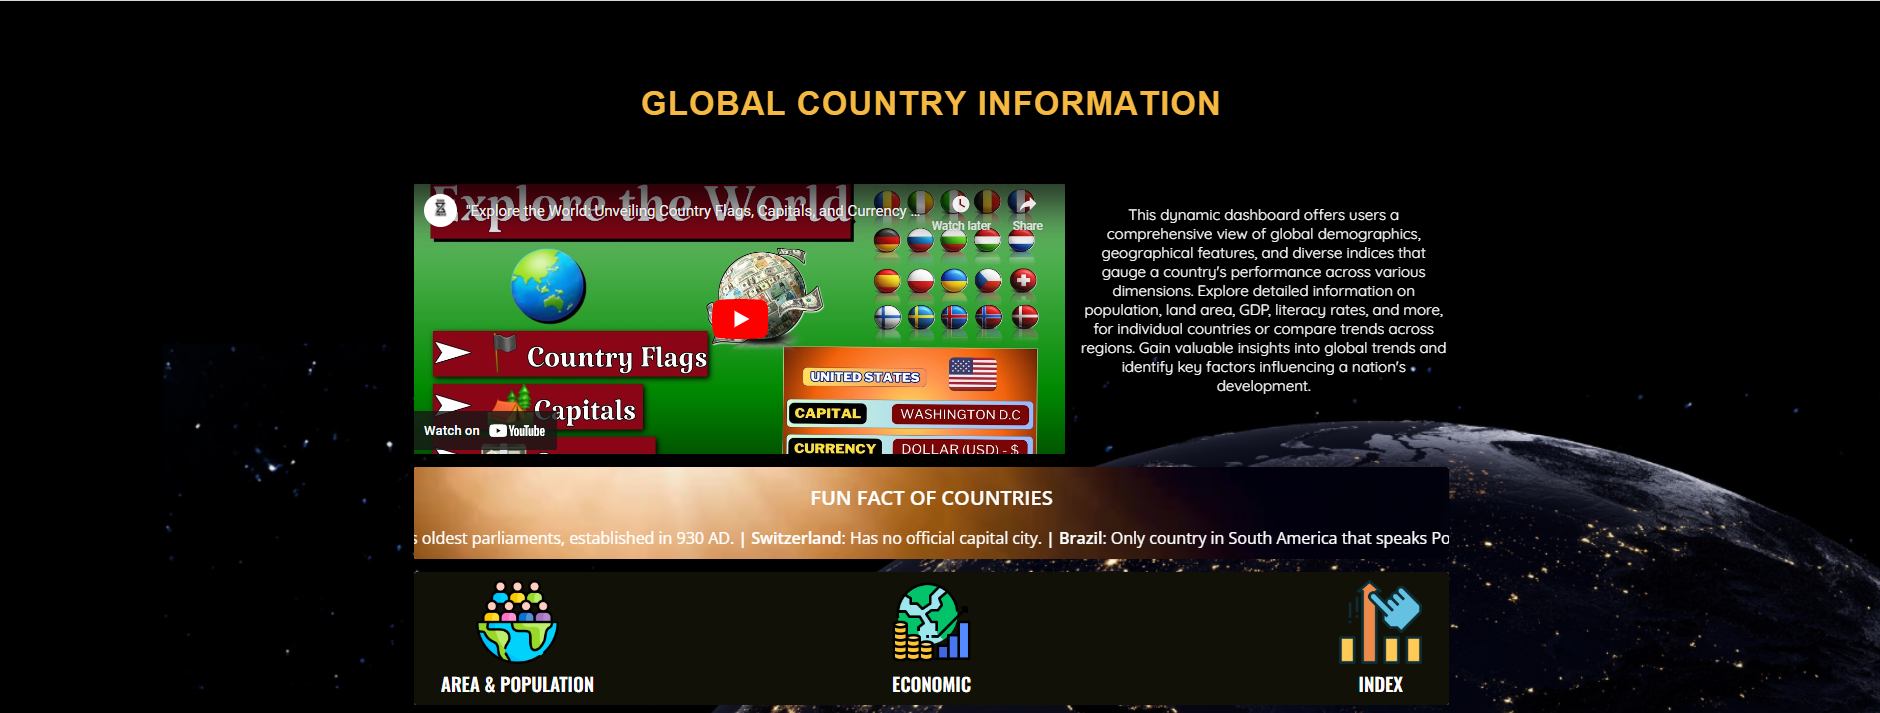 GLOBAL COUNTRY INFORMATION
Explore the World
"Explore the World: Unveiling Country Flags, Capitals, and Currency ...
Watch later
Share
Country Flags
Capitals
Watch on YouTube
UNITED STATES
CAPITAL WASHINGTON D.C
CURRENCY DOLLAR (USD) - $
This dynamic dashboard offers users a
comprehensive view of global demographics,
geographical features, and diverse indices that
gauge a country's performance across various
dimensions. Explore detailed information on
population, land area, GDP, literacy rates, and more,
for individual countries or compare trends across
regions. Gain valuable insights into global trends and
identify key factors influencing a nation's
development.
FUN FACT OF COUNTRIES
s oldest parliaments, established in 930 AD. | Switzerland: Has no official capital city. | Brazil: Only country in South America that speaks Po
AREA & POPULATION
ECONOMIC
INDEX